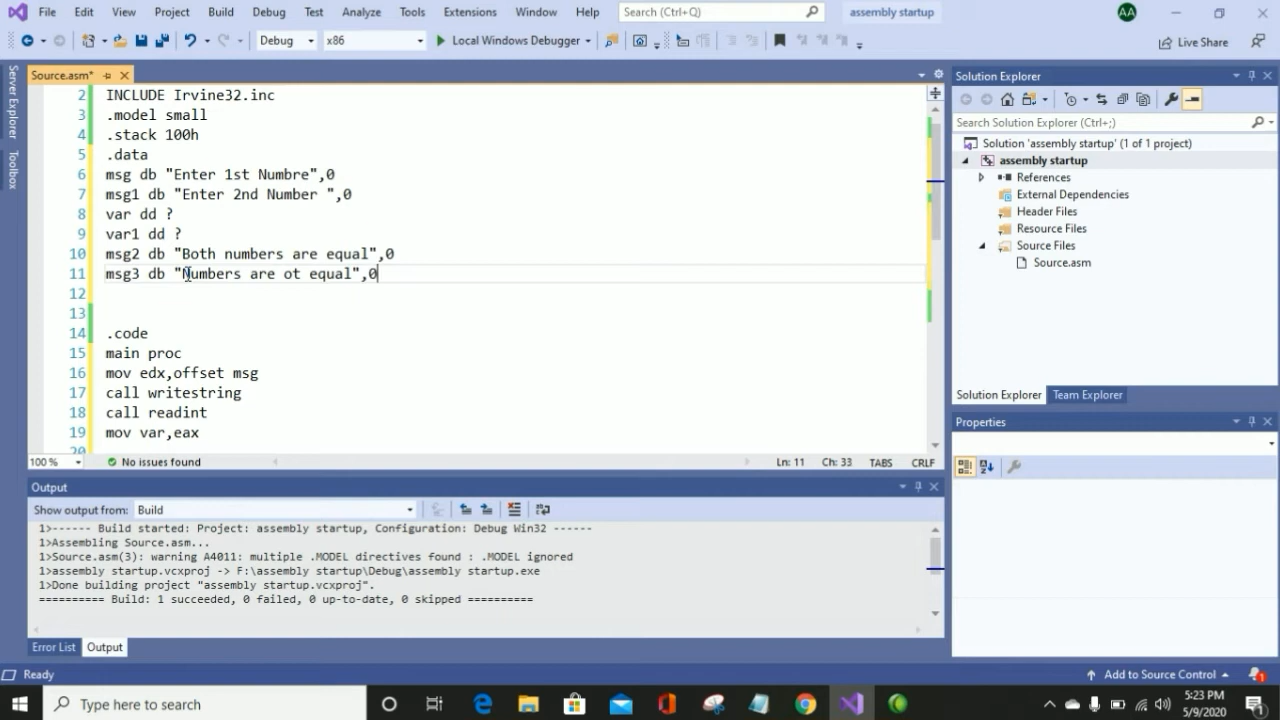 File Edit View Project Build Debug Test Analyze Tools Extensions Window Help Search (Ctrl+Q) assembly startup AA
Debug x86 Local Windows Debugger Live Share
Server Explorer
Toolbox
Source.asm*
2 INCLUDE Irvine32.inc
3 .model small
4 .stack 100h
5 .data
6 msg db "Enter 1st Numbre",0
7 msg1 db "Enter 2nd Number ",0
8 var dd ?
9 var1 dd ?
10 msg2 db "Both numbers are equal",0
11 msg3 db "Numbers are ot equal",0
12
13
14 .code
15 main proc
16 mov edx,offset msg
17 call writestring
18 call readint
19 mov var,eax
20
100 % No issues found Ln: 11 Ch: 33 TABS CRLF
Output
Show output from: Build
1>------ Build started: Project: assembly startup, Configuration: Debug Win32 ------
1>Assembling Source.asm...
1>Source.asm(3): warning A4011: multiple .MODEL directives found : .MODEL ignored
1>assembly startup.vcxproj -> F:\assembly startup\Debug\assembly startup.exe
1>Done building project "assembly startup.vcxproj".
========== Build: 1 succeeded, 0 failed, 0 up-to-date, 0 skipped ==========
Error List Output
Solution Explorer
Search Solution Explorer (Ctrl+;)
Solution 'assembly startup' (1 of 1 project)
assembly startup
References
External Dependencies
Header Files
Resource Files
Source Files
Source.asm
Solution Explorer Team Explorer
Properties
Ready Add to Source Control 1
Type here to search 5:23 PM
5/9/2020 1